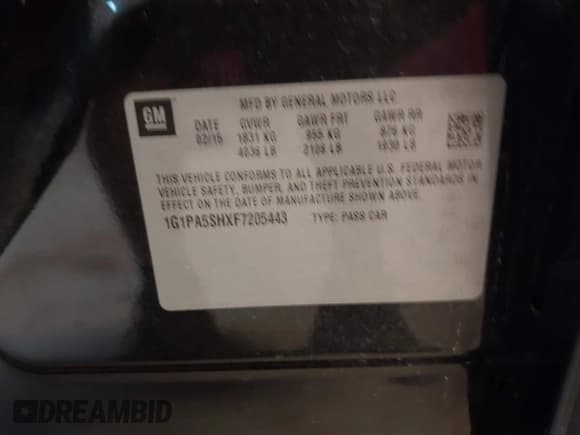 GM
MFD BY GENERAL MOTORS LLC
DATE GVWR GAWR FRT GAWR RR
02/15 1831 KG 955 KG 876 KG
4036 LB 2105 LB 1930 LB
THIS VEHICLE CONFORMS TO ALL APPLICABLE U.S. FEDERAL MOTOR
VEHICLE SAFETY, BUMPER, AND THEFT PREVENTION STANDARDS IN
EFFECT ON THE DATE OF MANUFACTURE SHOWN ABOVE.
1G1PA5SHXF7205443 TYPE: PASS CAR
DREAMBID